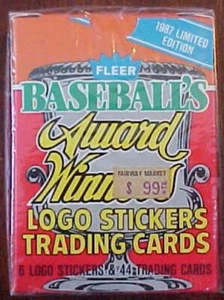 1987 LIMITED
EDITION
FLEER
BASEBALL'S
Award
FAIRWAY MARKET
$ .99
LOGO STICKERS
TRADING CARDS
6 LOGO STICKERS & 44 TRADING CARDS